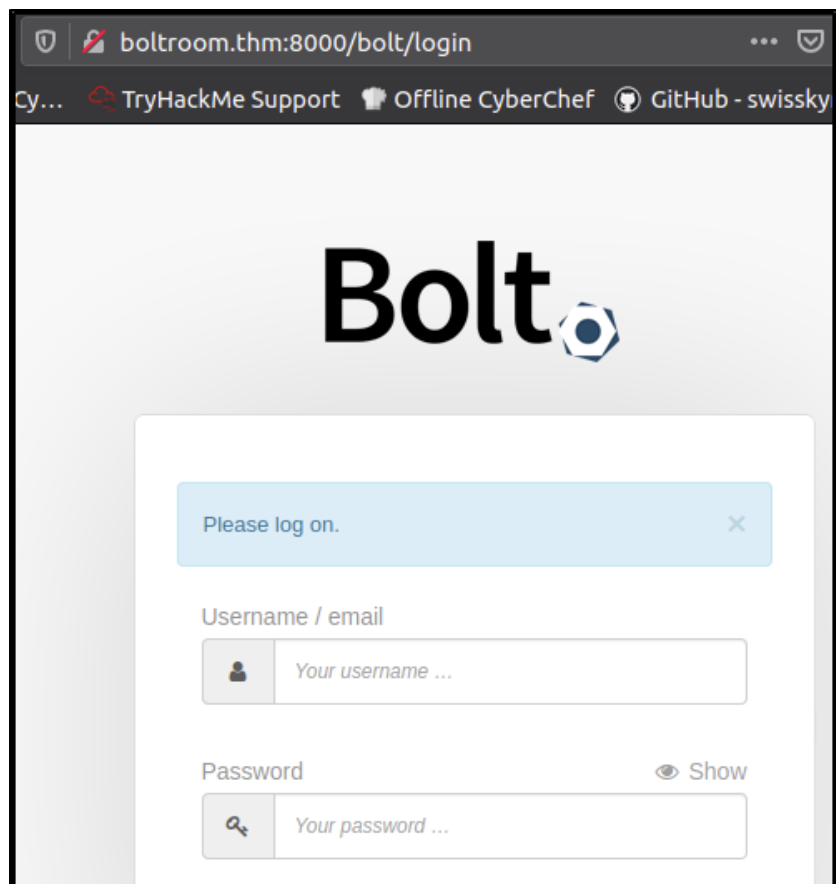 boltroom.thm:8000/bolt/login
Cy... TryHackMe Support Offline CyberChef GitHub - swissky
Bolt
Please log on.
Username / email
Your username ...
Password Show
Your password ...